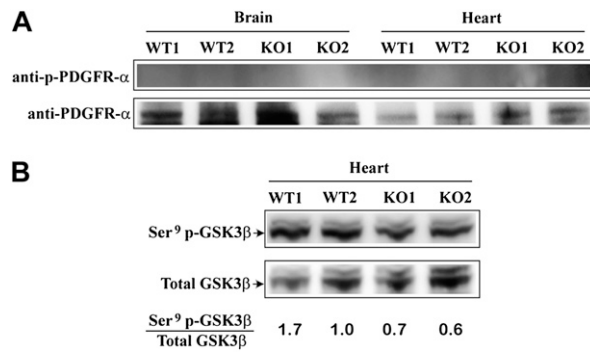 A
Brain Heart
WT1 WT2 KO1 KO2 WT1 WT2 KO1 KO2
anti-p-PDGFR-α
anti-PDGFR-α
B
Heart
WT1 WT2 KO1 KO2
Ser⁹ p-GSK3β
Total GSK3β
Ser⁹ p-GSK3β
Total GSK3β
1.7 1.0 0.7 0.6